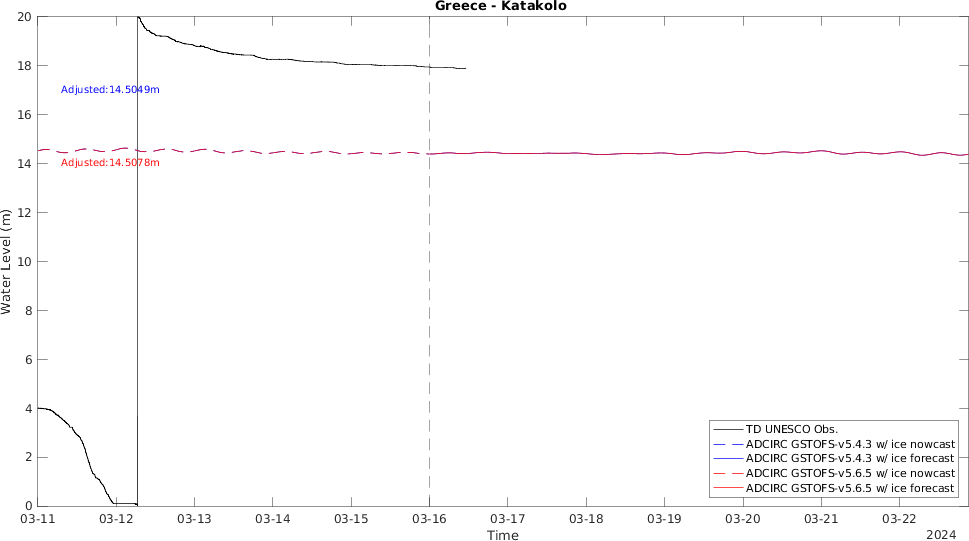 Greece - Katakolo
20
18
16
14
12
10
8
6
4
2
0
Water Level (m)
Adjusted:14.5049m
Adjusted:14.5078m
TD UNESCO Obs.
ADCIRC GSTOFS-v5.4.3 w/ ice nowcast
ADCIRC GSTOFS-v5.4.3 w/ ice forecast
ADCIRC GSTOFS-v5.6.5 w/ ice nowcast
ADCIRC GSTOFS-v5.6.5 w/ ice forecast
03-11 03-12 03-13 03-14 03-15 03-16 03-17 03-18 03-19 03-20 03-21 03-22
Time
2024